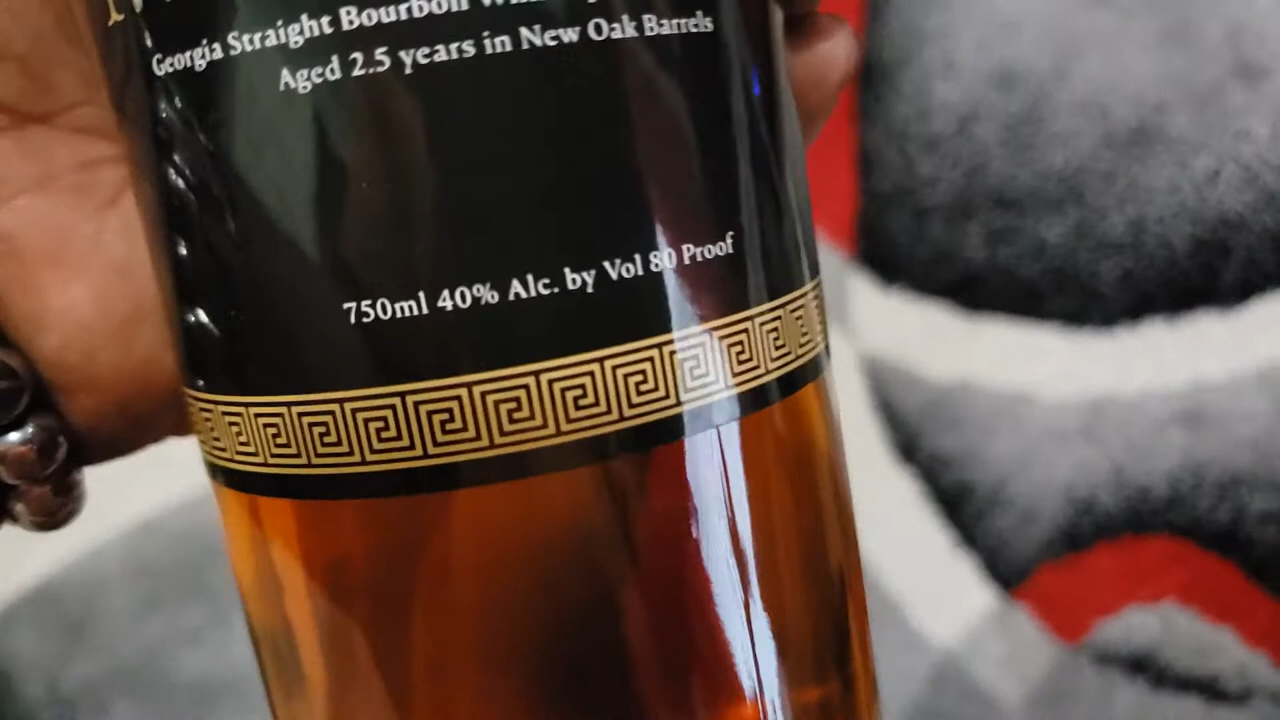 Georgia Straight Bourbon
Aged 2.5 years in New Oak Barrels
750ml 40% Alc. by Vol 80 Proof